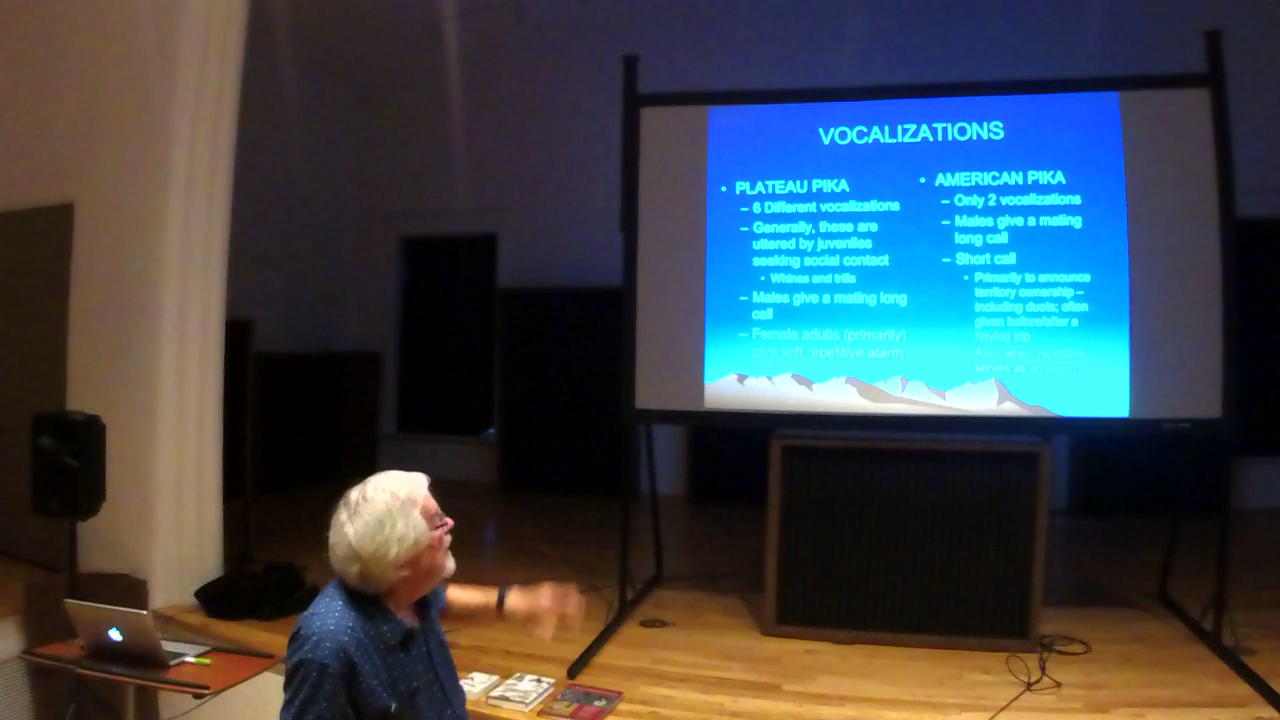 VOCALIZATIONS
• PLATEAU PIKA
– 6 Different vocalizations
– Generally, these are
uttered by juveniles
seeking social contact
• Whines and trills
– Males give a mating long
call
– Female adults (primarily)
give soft repetitive alarm
• AMERICAN PIKA
– Only 2 vocalizations
– Males give a mating
long call
– Short call
• Primarily to announce
territory ownership –
including duets; often
given before/after a
haying trip
Also, when repetitive,
serves as an alarm